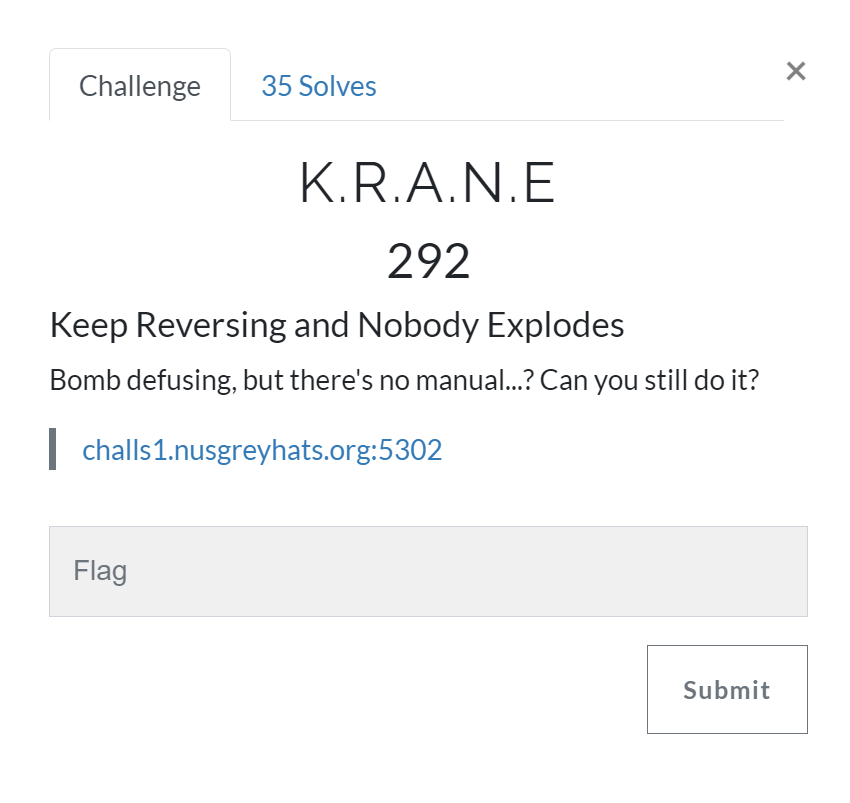 Challenge
35 Solves
×
K.R.A.N.E
292
Keep Reversing and Nobody Explodes
Bomb defusing, but there's no manual...? Can you still do it?
challs1.nusgreyhats.org:5302
Flag
Submit